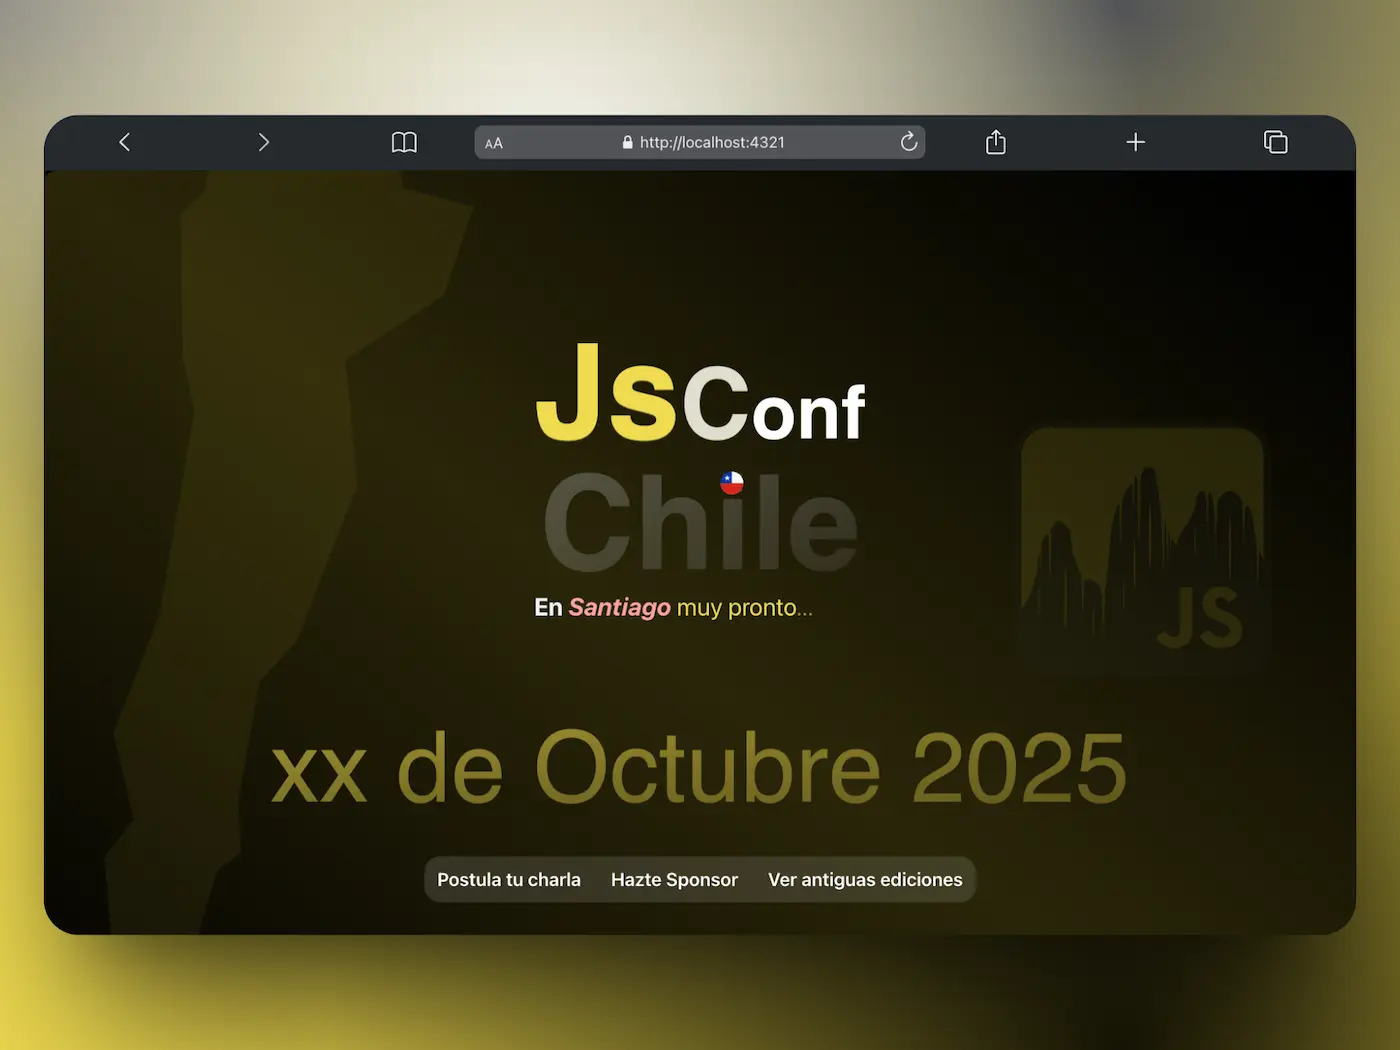 AA http://localhost:4321
JsConf
Chile
En Santiago muy pronto...
JS
xx de Octubre 2025
Postula tu charla Hazte Sponsor Ver antiguas ediciones